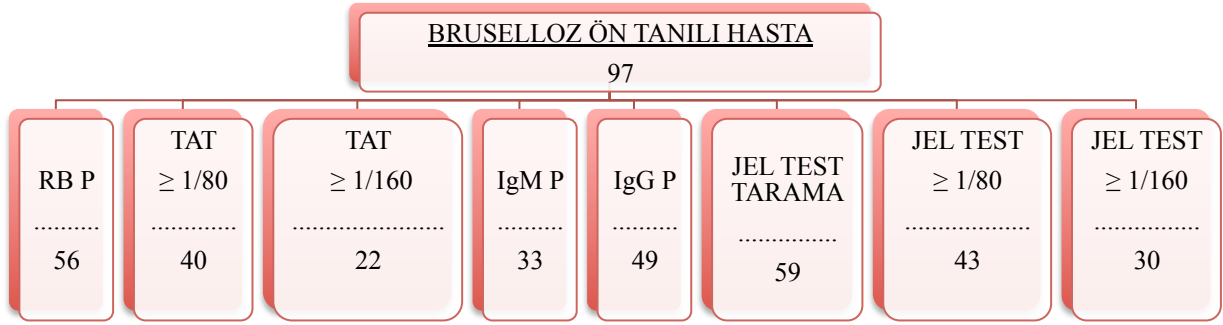 BRUSELLOZ ÖN TANILI HASTA
97
RB P
..........
56
TAT
≥ 1/80
.............
40
TAT
≥ 1/160
.......................
22
IgM P
.............
33
IgG P
............
49
JEL TEST
TARAMA
...............
59
JEL TEST
≥ 1/80
...................
43
JEL TEST
≥ 1/160
...............
30